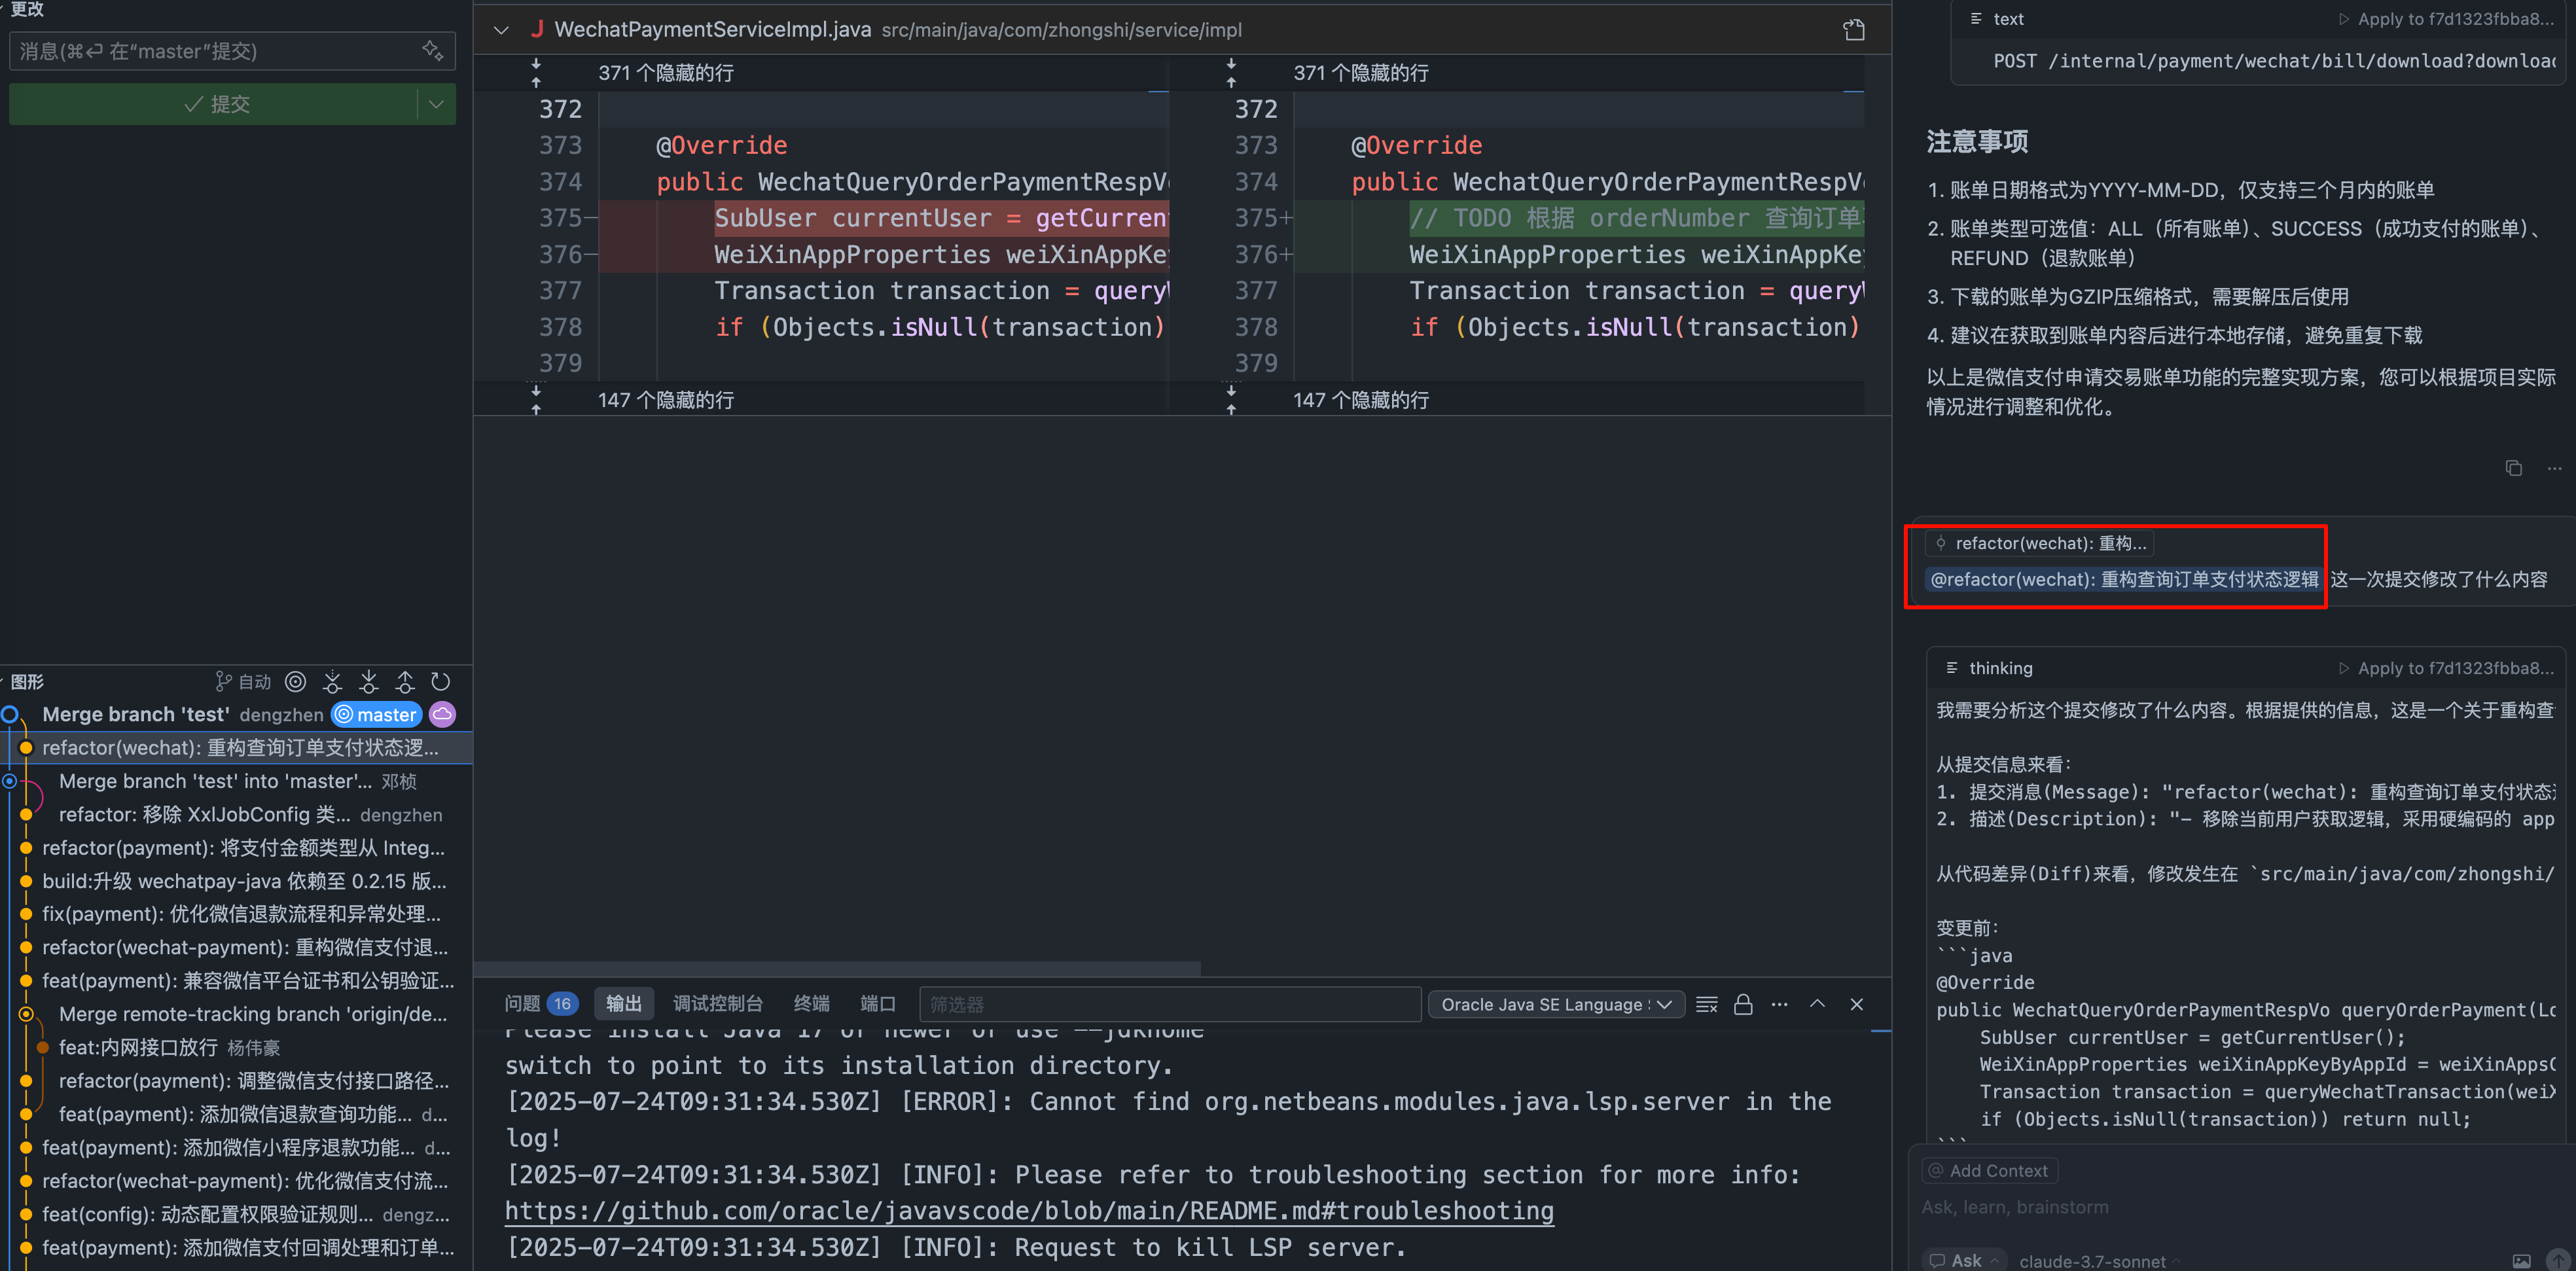 更改
消息(⌘⏎ 在“master”提交)
提交
图形
自动
Merge branch 'test' dengzhen master
refactor(wechat): 重构查询订单支付状态逻...
Merge branch 'test' into 'master'... 邓桢
refactor: 移除 XxlJobConfig 类... dengzhen
refactor(payment): 将支付金额类型从 Integ...
build:升级 wechatpay-java 依赖至 0.2.15 版...
fix(payment): 优化微信退款流程和异常处理...
refactor(wechat-payment): 重构微信支付退...
feat(payment): 兼容微信平台证书和公钥验证...
Merge remote-tracking branch 'origin/de...
feat:内网接口放行 杨伟豪
refactor(payment): 调整微信支付接口路径...
feat(payment): 添加微信退款查询功能... d...
feat(payment): 添加微信小程序退款功能... d...
refactor(wechat-payment): 优化微信支付流...
feat(config): 动态配置权限验证规则... dengz...
feat(payment): 添加微信支付回调处理和订单...
J WechatPaymentServiceImpl.java src/main/java/com/zhongshi/service/impl
371 个隐藏的行
372
373 @Override
374 public WechatQueryOrderPaymentRespV
375— SubUser currentUser = getCurren
376— WeiXinAppProperties weiXinAppKe
377 Transaction transaction = query
378 if (Objects.isNull(transaction)
379
147 个隐藏的行
371 个隐藏的行
372
373 @Override
374 public WechatQueryOrderPaymentRespV
375+ // TODO 根据 orderNumber 查询订单
376+ WeiXinAppProperties weiXinAppKe
377 Transaction transaction = query
378 if (Objects.isNull(transaction)
379
147 个隐藏的行
问题 16 输出 调试控制台 终端 端口 筛选器 Oracle Java SE Language
Please install Java 17 or newer or use --jdkhome
switch to point to its installation directory.
[2025-07-24T09:31:34.530Z] [ERROR]: Cannot find org.netbeans.modules.java.lsp.server in the
log!
[2025-07-24T09:31:34.530Z] [INFO]: Please refer to troubleshooting section for more info:
https://github.com/oracle/javavscode/blob/main/README.md#troubleshooting
[2025-07-24T09:31:34.530Z] [INFO]: Request to kill LSP server.
text Apply to f7d1323fbba8...
POST /internal/payment/wechat/bill/download?download
注意事项
1. 账单日期格式为YYYY-MM-DD，仅支持三个月内的账单
2. 账单类型可选值：ALL（所有账单）、SUCCESS（成功支付的账单）、
REFUND（退款账单）
3. 下载的账单为GZIP压缩格式，需要解压后使用
4. 建议在获取到账单内容后进行本地存储，避免重复下载
以上是微信支付申请交易账单功能的完整实现方案，您可以根据项目实际
情况进行调整和优化。
refactor(wechat): 重构...
@refactor(wechat): 重构查询订单支付状态逻辑 这一次提交修改了什么内容
thinking Apply to f7d1323fbba8...
我需要分析这个提交修改了什么内容。根据提供的信息，这是一个关于重构查
从提交信息来看：
1. 提交消息(Message): "refactor(wechat): 重构查询订单支付状态
2. 描述(Description): "- 移除当前用户获取逻辑，采用硬编码的 app
从代码差异(Diff)来看，修改发生在 `src/main/java/com/zhongshi/
变更前：
```java
@Override
public WechatQueryOrderPaymentRespVo queryOrderPayment(Lo
SubUser currentUser = getCurrentUser();
WeiXinAppProperties weiXinAppKeyByAppId = weiXinApps
Transaction transaction = queryWechatTransaction(wei
if (Objects.isNull(transaction)) return null;
```
@ Add Context
Ask, learn, brainstorm
Ask claude-3.7-sonnet